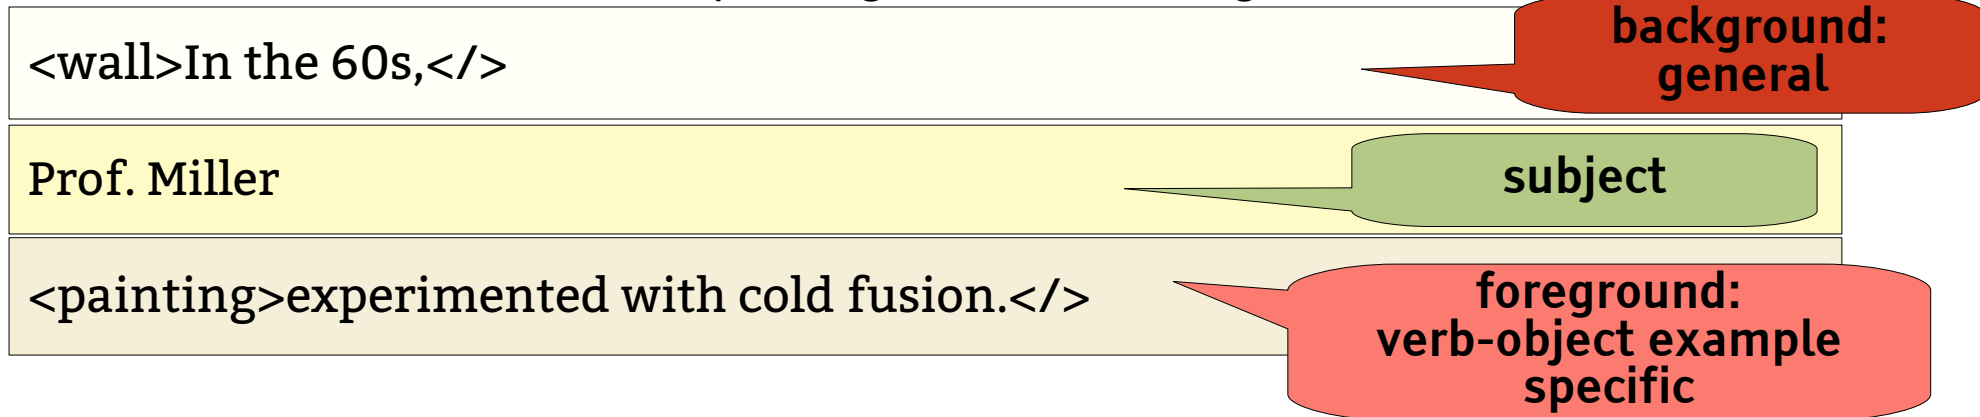 <wall>In the 60s,</>
background:
general
Prof. Miller
subject
<painting>experimented with cold fusion.</>
foreground:
verb-object example
specific